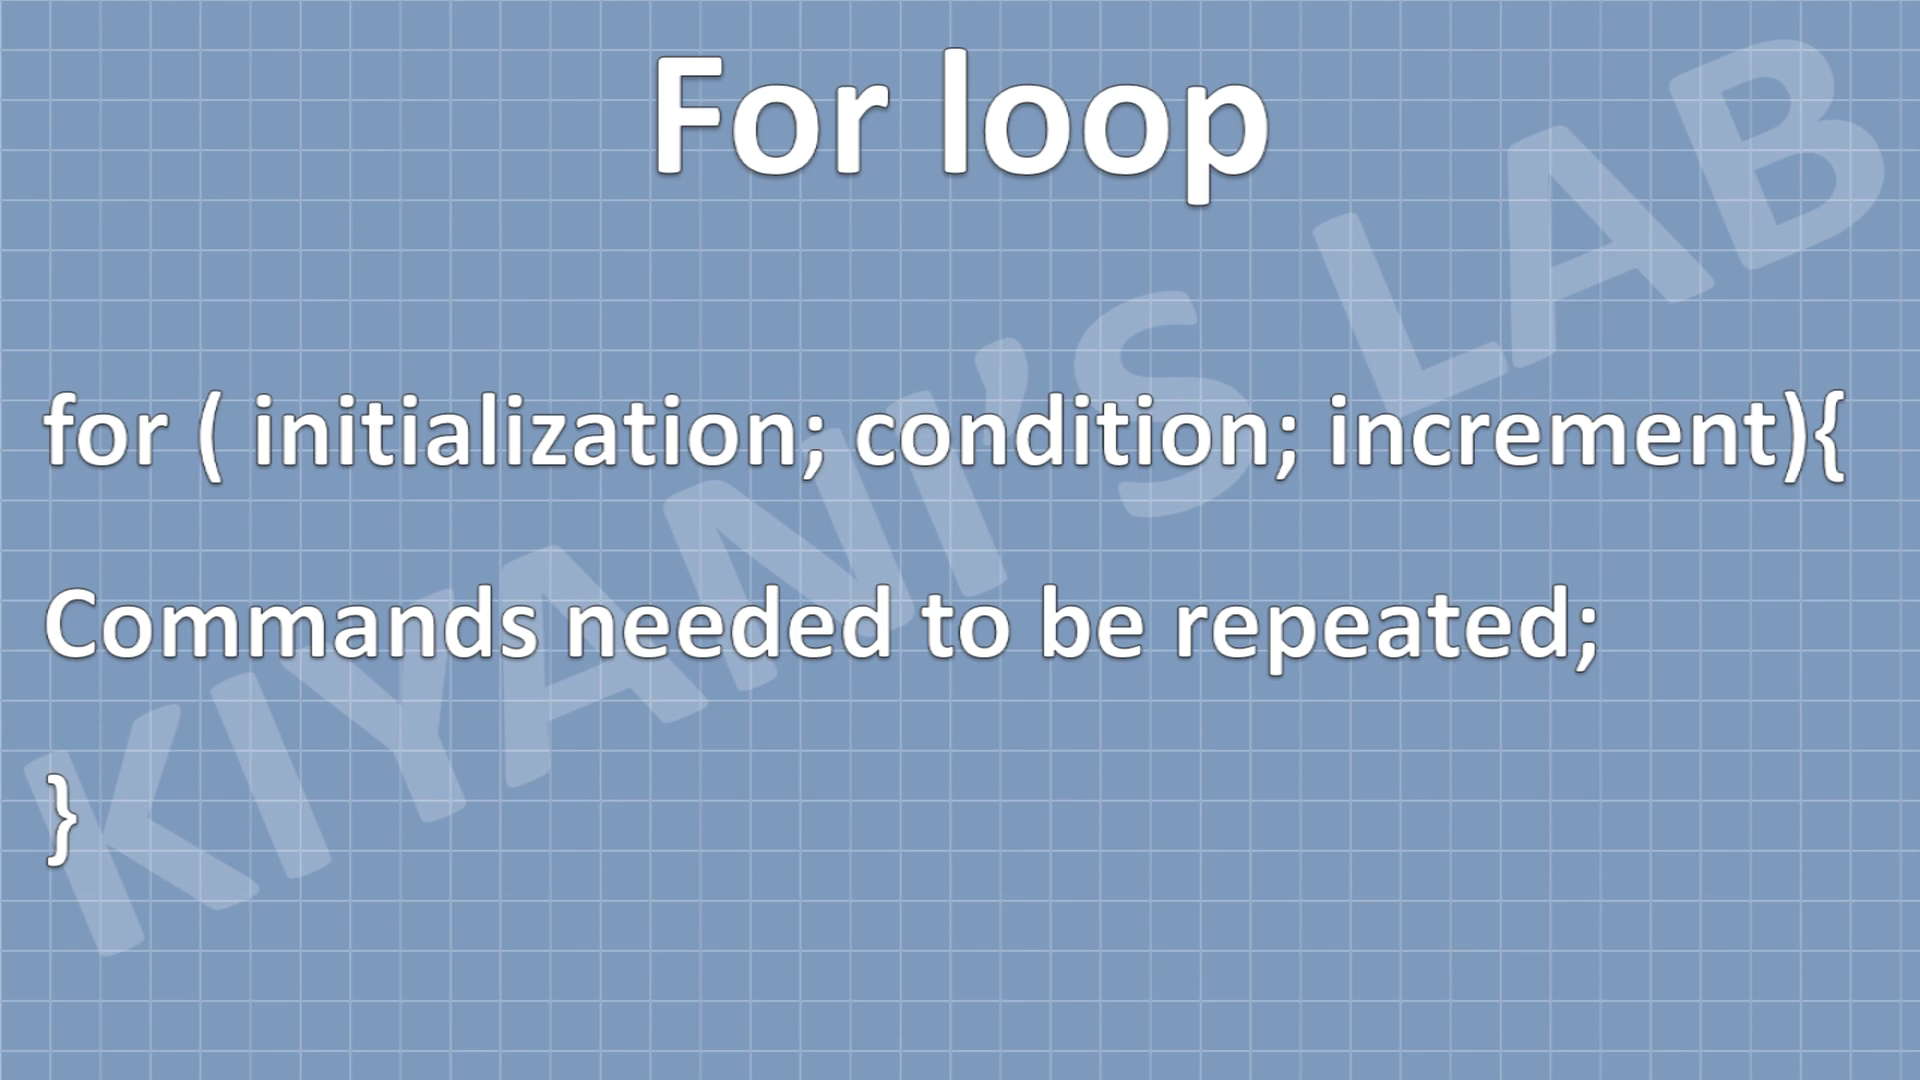 For loop
for ( initialization; condition; increment){
Commands needed to be repeated;
}
KIYANI'S LAB